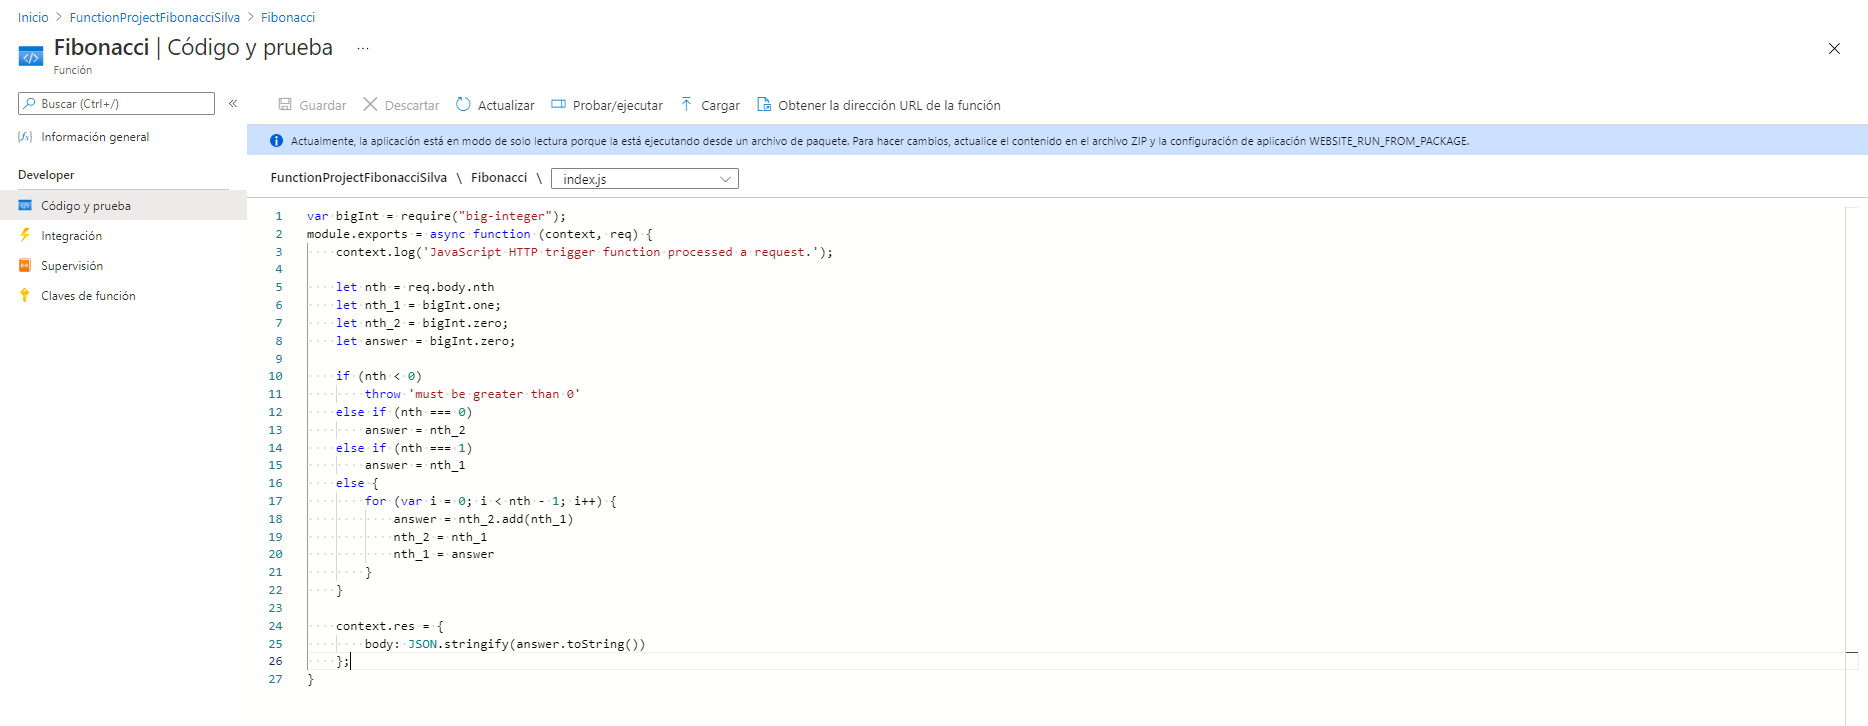 Inicio > FunctionProjectFibonacciSilva > Fibonacci
Fibonacci | Código y prueba ...
Función
Buscar (Ctrl+/)
«
Guardar Descartar Actualizar Probar/ejecutar Cargar Obtener la dirección URL de la función
Información general
Developer
Código y prueba
Integración
Supervisión
Claves de función
Actualmente, la aplicación está en modo de solo lectura porque la está ejecutando desde un archivo de paquete. Para hacer cambios, actualice el contenido en el archivo ZIP y la configuración de aplicación WEBSITE_RUN_FROM_PACKAGE.
FunctionProjectFibonacciSilva \ Fibonacci \ index.js
1 var bigInt = require("big-integer");
2 module.exports = async function (context, req) {
3     context.log('JavaScript HTTP trigger function processed a request.');
4
5     let nth = req.body.nth
6     let nth_1 = bigInt.one;
7     let nth_2 = bigInt.zero;
8     let answer = bigInt.zero;
9
10     if (nth < 0)
11         throw 'must be greater than 0'
12     else if (nth === 0)
13         answer = nth_2
14     else if (nth === 1)
15         answer = nth_1
16     else {
17         for (var i = 0; i < nth - 1; i++) {
18             answer = nth_2.add(nth_1)
19             nth_2 = nth_1
20             nth_1 = answer
21         }
22     }
23
24     context.res = {
25         body: JSON.stringify(answer.toString())
26     };
27 }